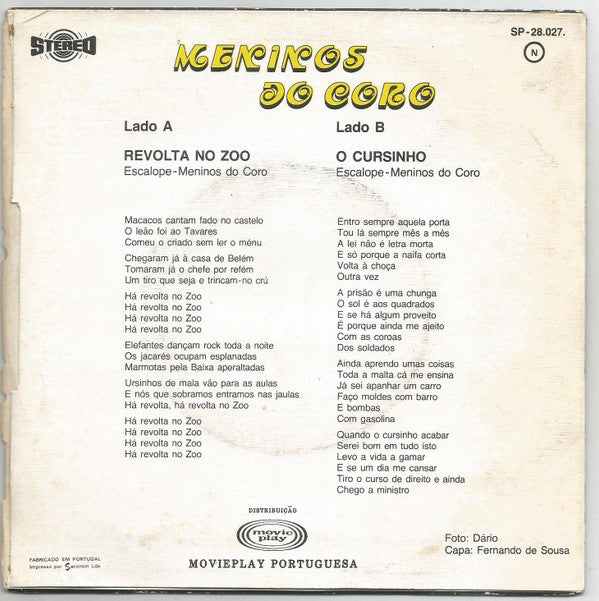 STEREO
SP-28.027.
N
MENINOS
DO CORO
Lado A
REVOLTA NO ZOO
Escalope-Meninos do Coro
Macacos cantam fado no castelo
O leão foi ao Tavares
Comeu o criado sem ler o ménu
Chegaram já à casa de Belém
Tomaram já o chefe por refém
Um tiro que seja e trincam-no crú
Há revolta no Zoo
Há revolta no Zoo
Há revolta no Zoo
Há revolta no Zoo
Elefantes dançam rock toda a noite
Os jacarés ocupam esplanadas
Marmotas pela Baixa aperaltadas
Ursinhos de mala vão para as aulas
E nós que sobramos entramos nas jaulas
Há revolta, há revolta no Zoo
Há revolta no Zoo
Há revolta no Zoo
Há revolta no Zoo
Há revolta no Zoo
Lado B
O CURSINHO
Escalope-Meninos do Coro
Entro sempre aquela porta
Tou lá sempre mês a mês
A lei não é letra morta
E só porque a naifa corta
Volta à choça
Outra vez
A prisão é uma chunga
O sol é aos quadrados
E se há algum proveito
É porque ainda me ajeito
Com as coroas
Dos soldados
Ainda aprendo umas coisas
Toda a malta cá me ensina
Já sei apanhar um carro
Faço moldes com barro
E bombas
Com gasolina
Quando o cursinho acabar
Serei bom em tudo isto
Levo a vida a gamar
E se um dia me cansar
Tiro o curso de direito e ainda
Chego a ministro
DISTRIBUIÇÃO
movie
play
MOVIEPLAY PORTUGUESA
FABRICADO EM PORTUGAL
Impresso por Santrom Lda
Foto: Dário
Capa: Fernando de Sousa